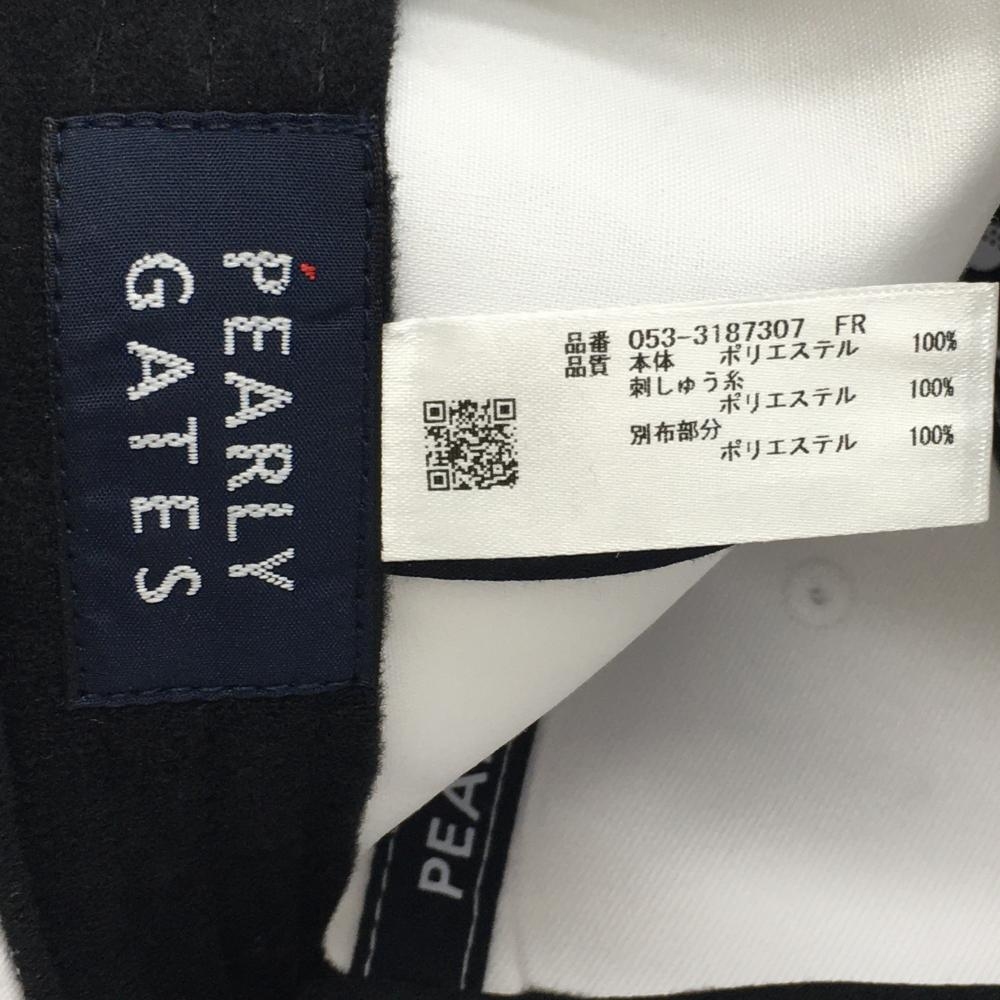 PEARLY
GATES
品番 053-3187307 FR
品質 本体 ポリエステル 100%
刺しゅう糸
ポリエステル 100%
別布部分
ポリエステル 100%
PEA